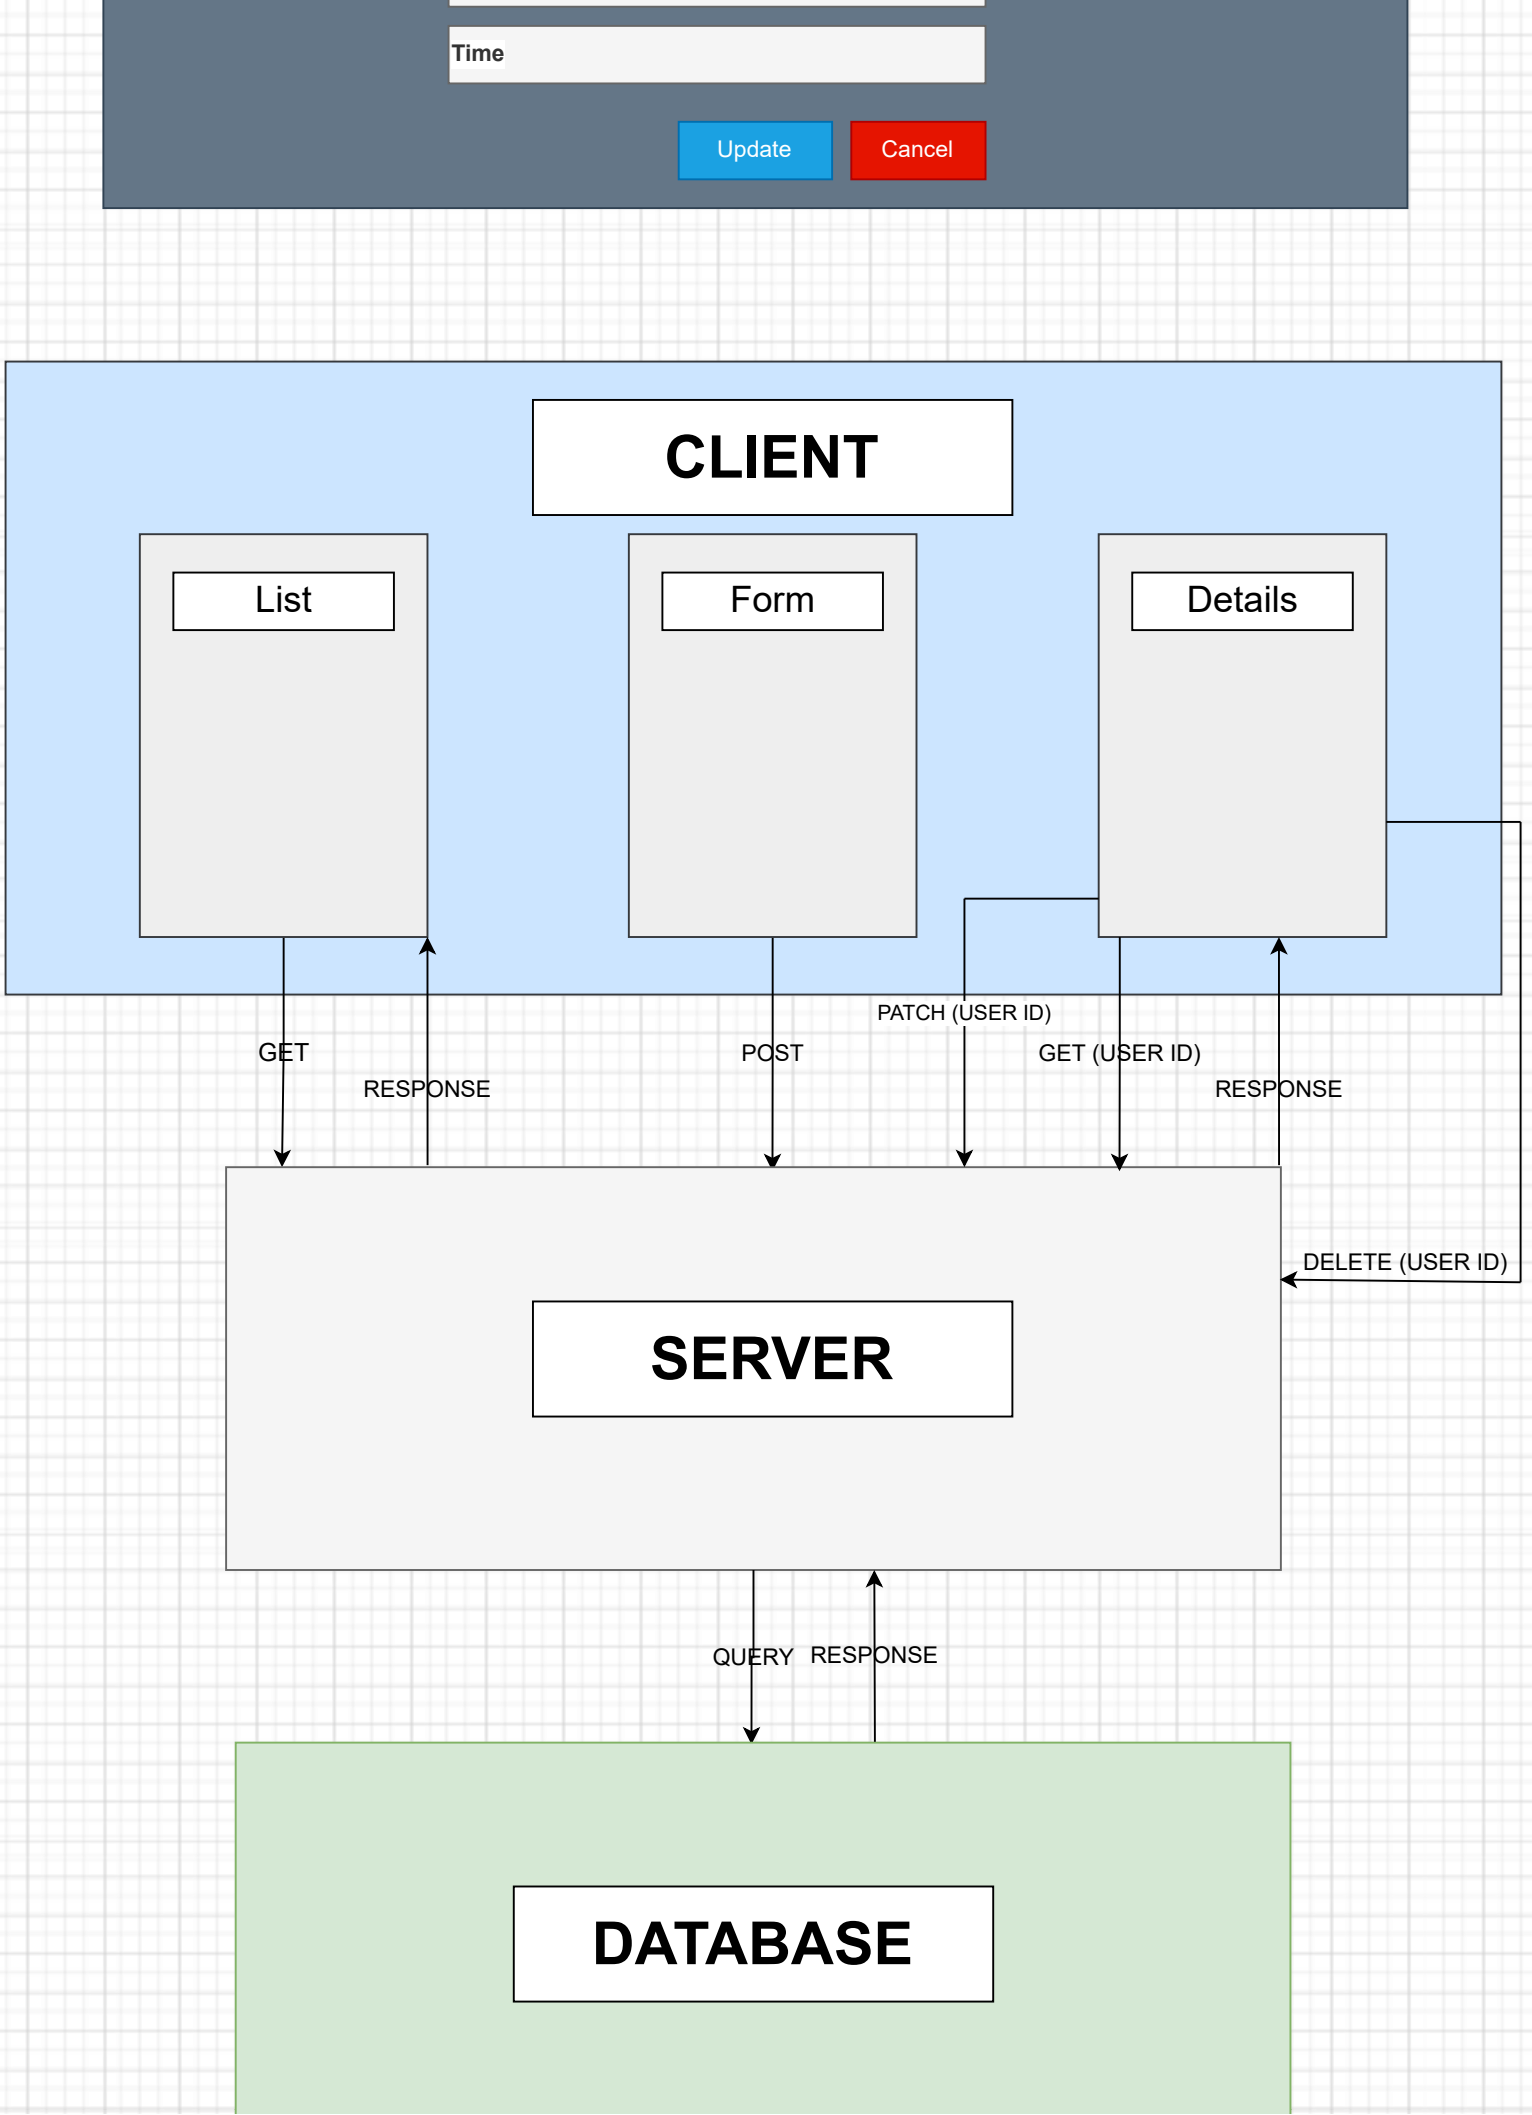 Time
Update
Cancel
CLIENT
List
Form
Details
PATCH (USER ID)
GET
POST
GET (USER ID)
RESPONSE
RESPONSE
DELETE (USER ID)
SERVER
QUERY
RESPONSE
DATABASE